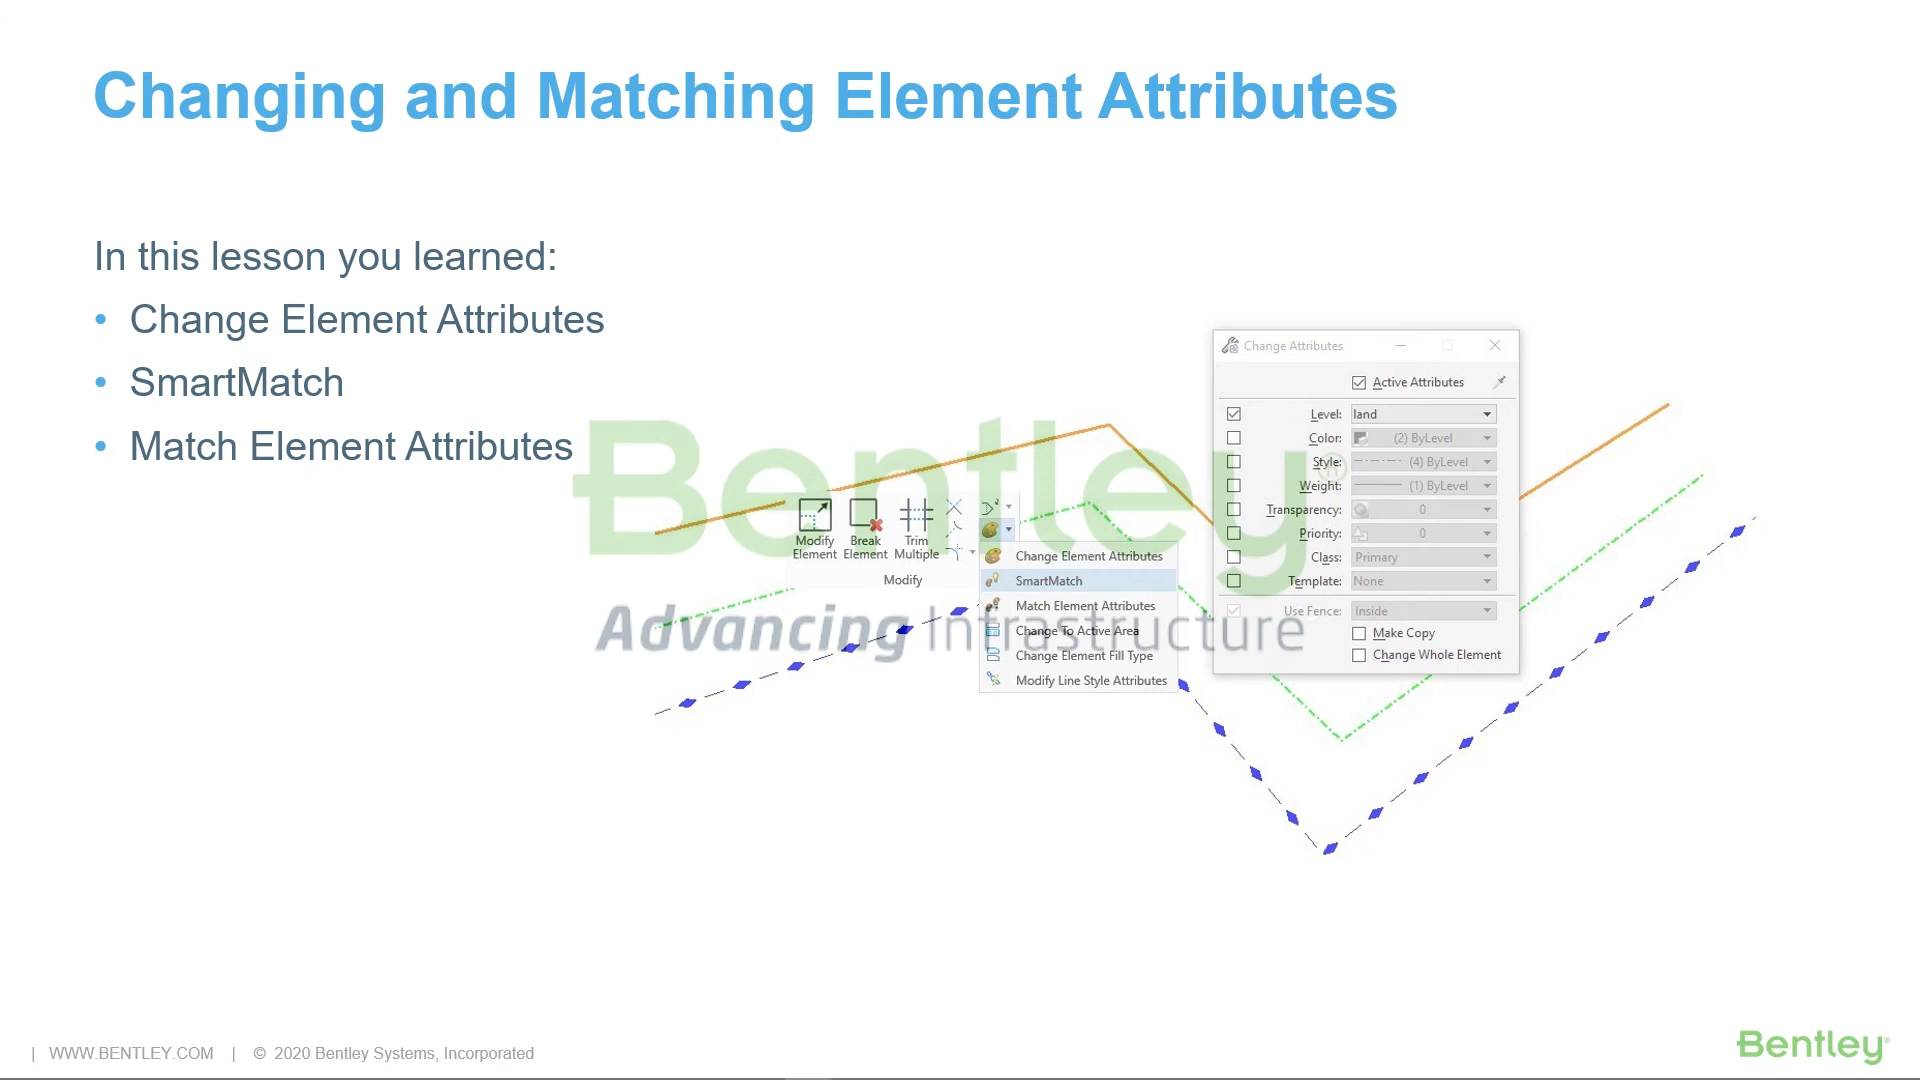 Changing and Matching Element Attributes
In this lesson you learned:
• Change Element Attributes
• SmartMatch
• Match Element Attributes
Bentley®
Advancing Infrastructure
Modify Element
Break Element
Trim Multiple
Modify
Change Element Attributes
SmartMatch
Match Element Attributes
Change To Active Area
Change Element Fill Type
Modify Line Style Attributes
Change Attributes
Active Attributes
Level: land
Color: (2) ByLevel
Style: (4) ByLevel
Weight: (1) ByLevel
Transparency: 0
Priority: 0
Class: Primary
Template: None
Use Fence: Inside
Make Copy
Change Whole Element
| WWW.BENTLEY.COM | © 2020 Bentley Systems, Incorporated
Bentley®